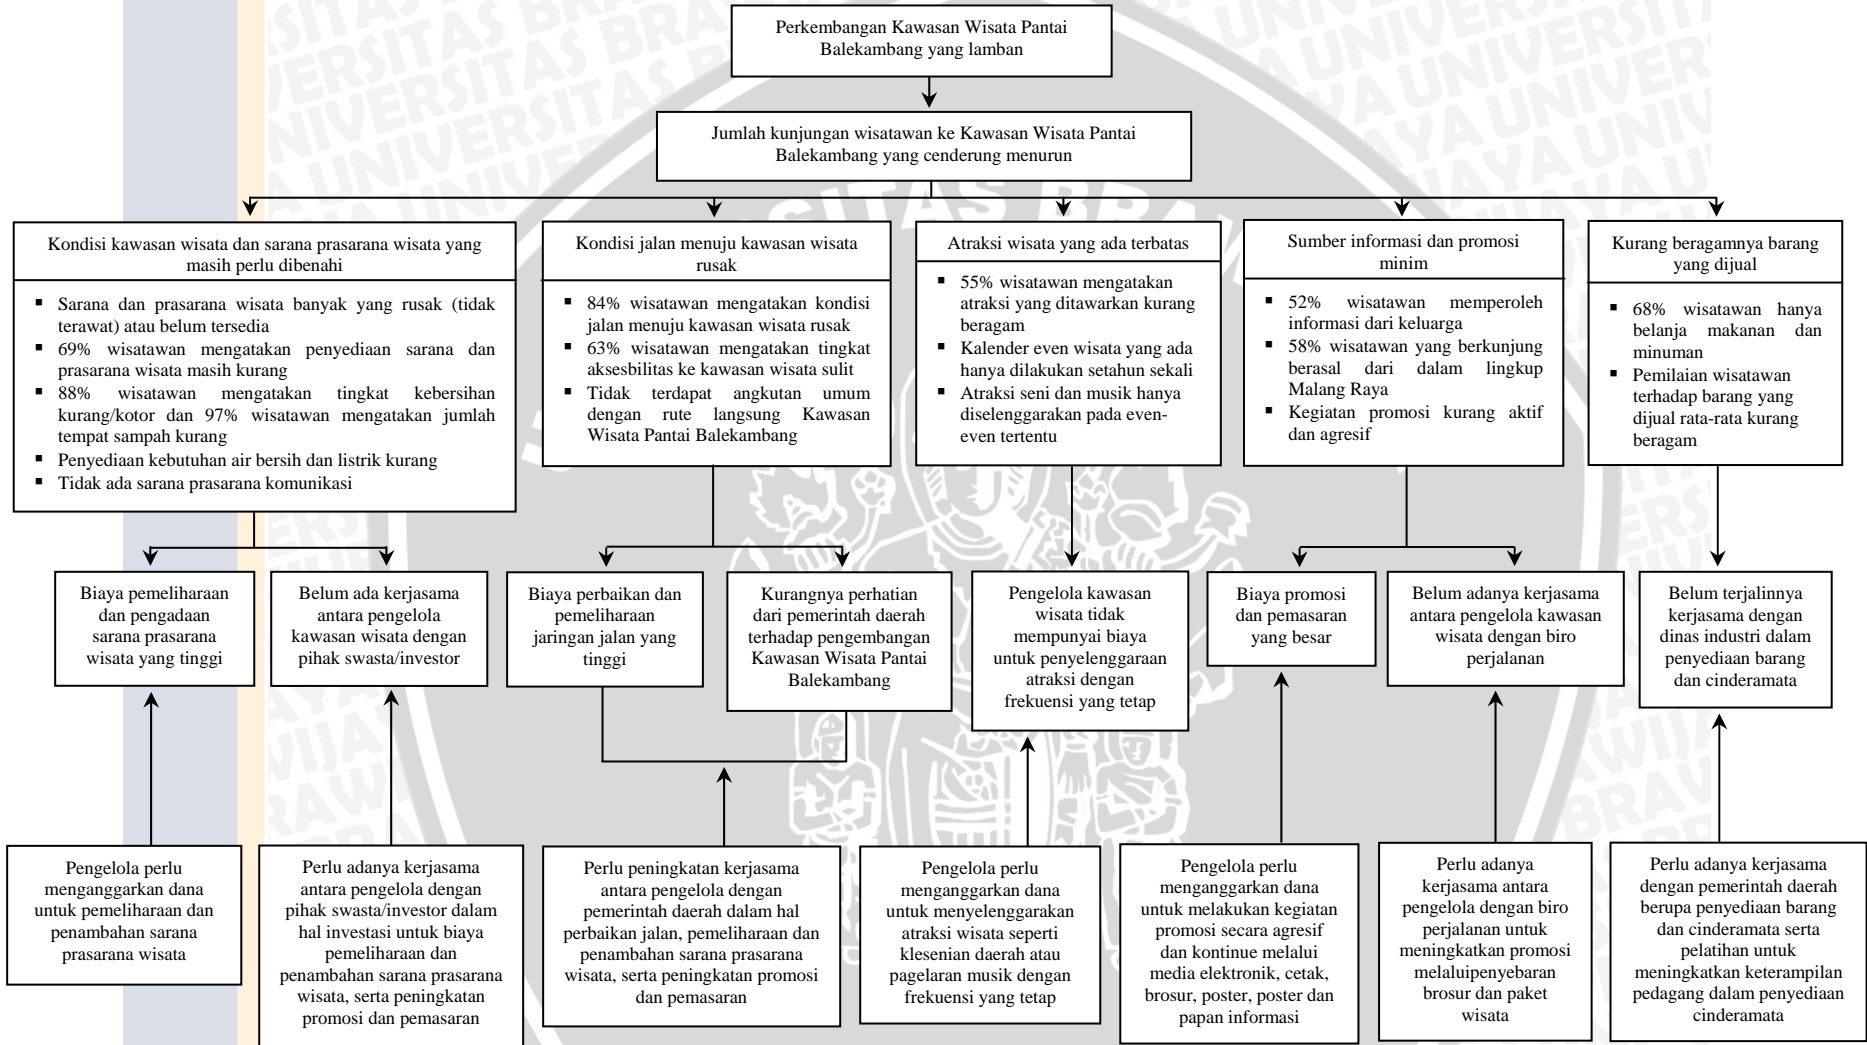 Perkembangan Kawasan Wisata Pantai
Balekambang yang lamban
Jumlah kunjungan wisatawan ke Kawasan Wisata Pantai
Balekambang yang cenderung menurun
Kondisi kawasan wisata dan sarana prasarana wisata yang
masih perlu dibenahi
▪ Sarana dan prasarana wisata banyak yang rusak (tidak
terawat) atau belum tersedia
▪ 69% wisatawan mengatakan penyediaan sarana dan
prasarana wisata masih kurang
▪ 88% wisatawan mengatakan tingkat kebersihan
kurang/kotor dan 97% wisatawan mengatakan jumlah
tempat sampah kurang
▪ Penyediaan kebutuhan air bersih dan listrik kurang
▪ Tidak ada sarana prasarana komunikasi
Kondisi jalan menuju kawasan wisata
rusak
▪ 84% wisatawan mengatakan kondisi
jalan menuju kawasan wisata rusak
▪ 63% wisatawan mengatakan tingkat
aksesbilitas ke kawasan wisata sulit
▪ Tidak terdapat angkutan umum
dengan rute langsung Kawasan
Wisata Pantai Balekambang
Atraksi wisata yang ada terbatas
▪ 55% wisatawan mengatakan
atraksi yang ditawarkan kurang
beragam
▪ Kalender even wisata yang ada
hanya dilakukan setahun sekali
▪ Atraksi seni dan musik hanya
diselenggarakan pada even-
even tertentu
Sumber informasi dan promosi
minim
▪ 52% wisatawan memperoleh
informasi dari keluarga
▪ 58% wisatawan yang berkunjung
berasal dari dalam lingkup
Malang Raya
▪ Kegiatan promosi kurang aktif
dan agresif
Kurang beragamnya barang
yang dijual
▪ 68% wisatawan hanya
belanja makanan dan
minuman
▪ Pemilaian wisatawan
terhadap barang yang
dijual rata-rata kurang
beragam
Biaya pemeliharaan
dan pengadaan
sarana prasarana
wisata yang tinggi
Belum ada kerjasama
antara pengelola
kawasan wisata dengan
pihak swasta/investor
Biaya perbaikan dan
pemeliharaan
jaringan jalan yang
tinggi
Kurangnya perhatian
dari pemerintah daerah
terhadap pengembangan
Kawasan Wisata Pantai
Balekambang
Pengelola kawasan
wisata tidak
mempunyai biaya
untuk penyelenggaraan
atraksi dengan
frekuensi yang tetap
Biaya promosi
dan pemasaran
yang besar
Belum adanya kerjasama
antara pengelola kawasan
wisata dengan biro
perjalanan
Belum terjalinnya
kerjasama dengan
dinas industri dalam
penyediaan barang
dan cinderamata
Pengelola perlu
menganggarkan dana
untuk pemeliharaan dan
penambahan sarana
prasarana wisata
Perlu adanya kerjasama
antara pengelola dengan
pihak swasta/investor dalam
hal investasi untuk biaya
pemeliharaan dan
penambahan sarana prasarana
wisata, serta peningkatan
promosi dan pemasaran
Perlu peningkatan kerjasama
antara pengelola dengan
pemerintah daerah dalam hal
perbaikan jalan, pemeliharaan dan
penambahan sarana prasarana
wisata, serta peningkatan promosi
dan pemasaran
Pengelola perlu
menganggarkan dana
untuk menyelenggarakan
atraksi wisata seperti
klesenian daerah atau
pagelaran musik dengan
frekuensi yang tetap
Pengelola perlu
menganggarkan dana
untuk melakukan kegiatan
promosi secara agresif
dan kontinue melalui
media elektronik, cetak,
brosur, poster, poster dan
papan informasi
Perlu adanya
kerjasama antara
pengelola dengan biro
perjalanan untuk
meningkatkan promosi
melaluipenyebaran
brosur dan paket
wisata
Perlu adanya kerjasama
dengan pemerintah daerah
berupa penyediaan barang
dan cinderamata serta
pelatihan untuk
meningkatkan keterampilan
pedagang dalam penyediaan
cinderamata